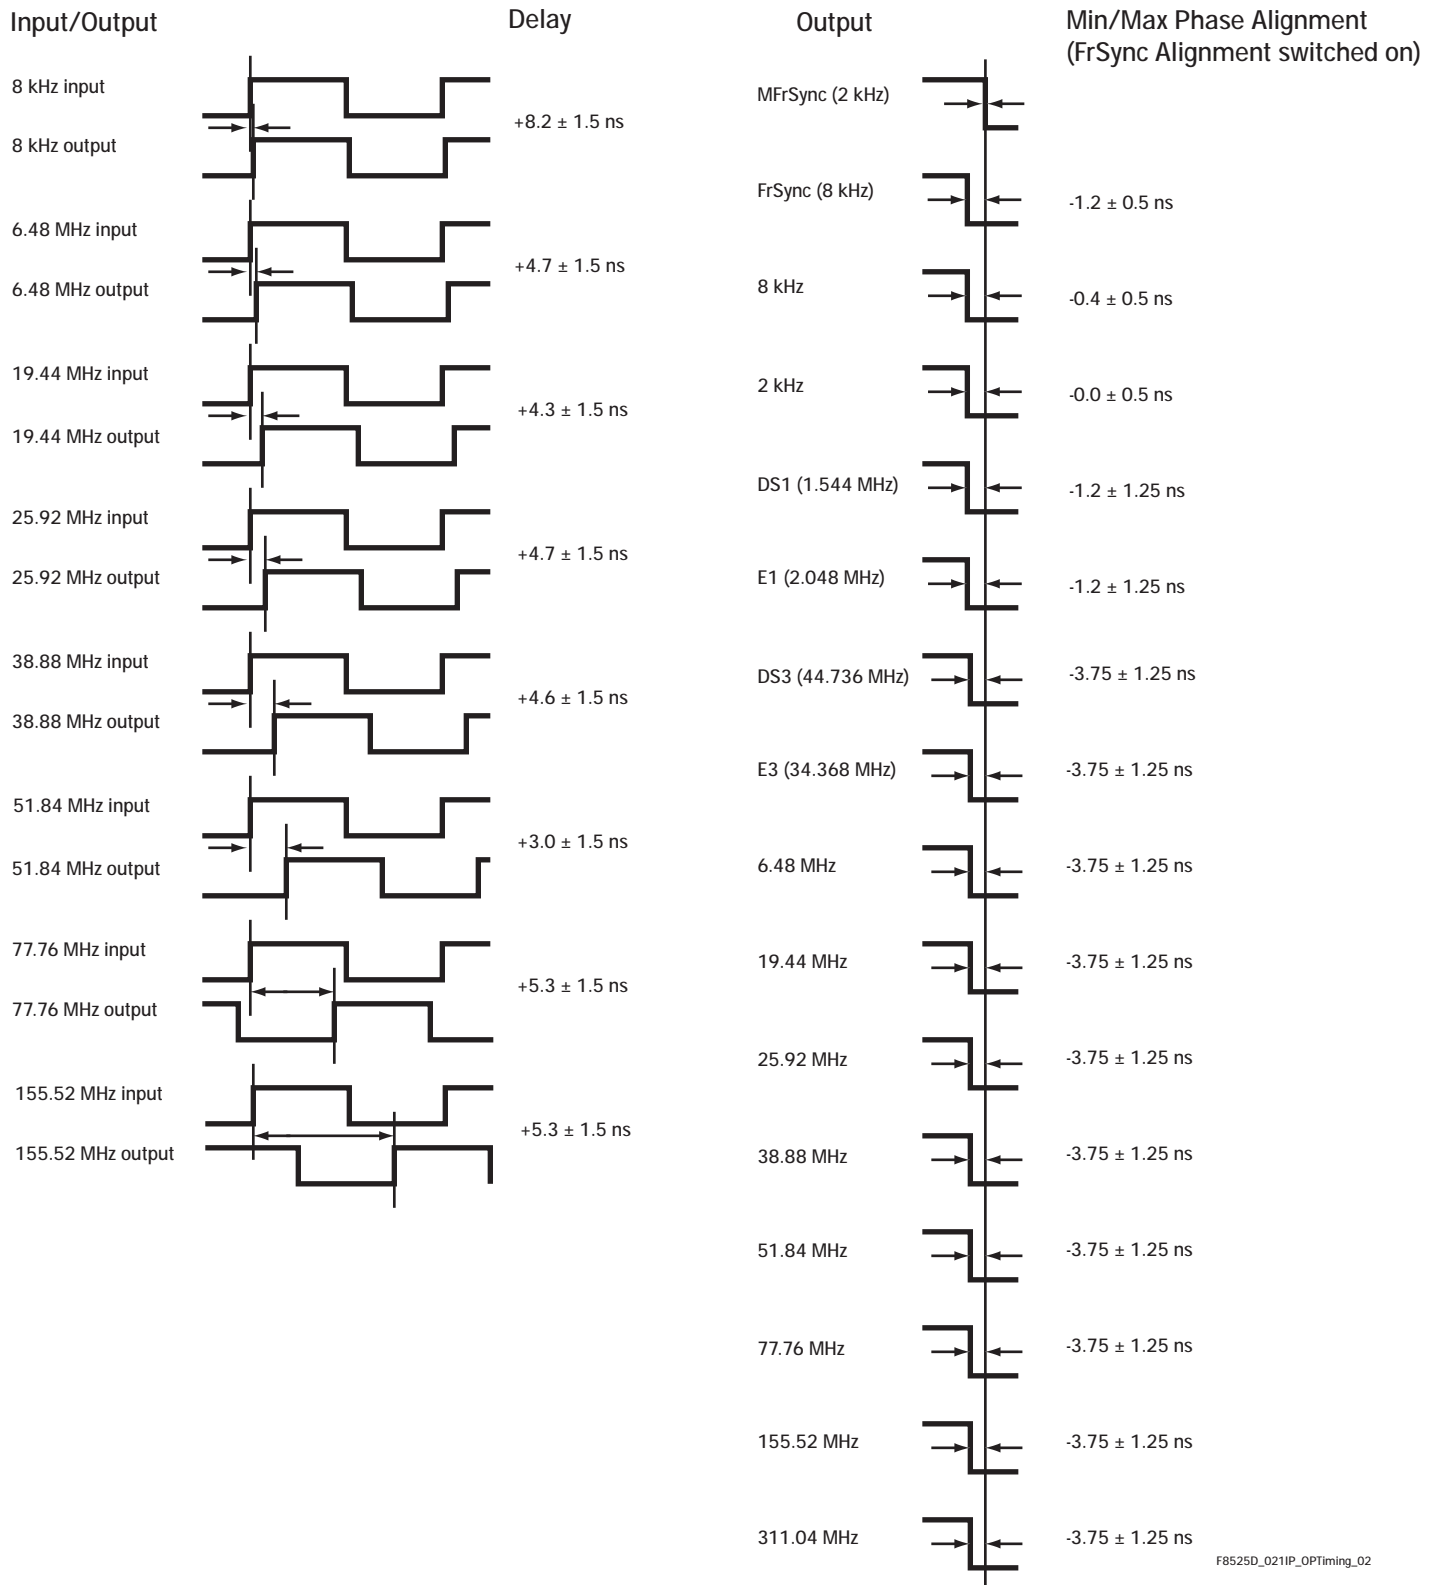 Input/Output
Delay
8 kHz input
8 kHz output
+8.2 ± 1.5 ns
6.48 MHz input
6.48 MHz output
+4.7 ± 1.5 ns
19.44 MHz input
19.44 MHz output
+4.3 ± 1.5 ns
25.92 MHz input
25.92 MHz output
+4.7 ± 1.5 ns
38.88 MHz input
38.88 MHz output
+4.6 ± 1.5 ns
51.84 MHz input
51.84 MHz output
+3.0 ± 1.5 ns
77.76 MHz input
77.76 MHz output
+5.3 ± 1.5 ns
155.52 MHz input
155.52 MHz output
+5.3 ± 1.5 ns
Output
Min/Max Phase Alignment
(FrSync Alignment switched on)
MFrSync (2 kHz)
FrSync (8 kHz)
-1.2 ± 0.5 ns
8 kHz
-0.4 ± 0.5 ns
2 kHz
-0.0 ± 0.5 ns
DS1 (1.544 MHz)
-1.2 ± 1.25 ns
E1 (2.048 MHz)
-1.2 ± 1.25 ns
DS3 (44.736 MHz)
-3.75 ± 1.25 ns
E3 (34.368 MHz)
-3.75 ± 1.25 ns
6.48 MHz
-3.75 ± 1.25 ns
19.44 MHz
-3.75 ± 1.25 ns
25.92 MHz
-3.75 ± 1.25 ns
38.88 MHz
-3.75 ± 1.25 ns
51.84 MHz
-3.75 ± 1.25 ns
77.76 MHz
-3.75 ± 1.25 ns
155.52 MHz
-3.75 ± 1.25 ns
311.04 MHz
-3.75 ± 1.25 ns
F8525D_021IP_OPTiming_02